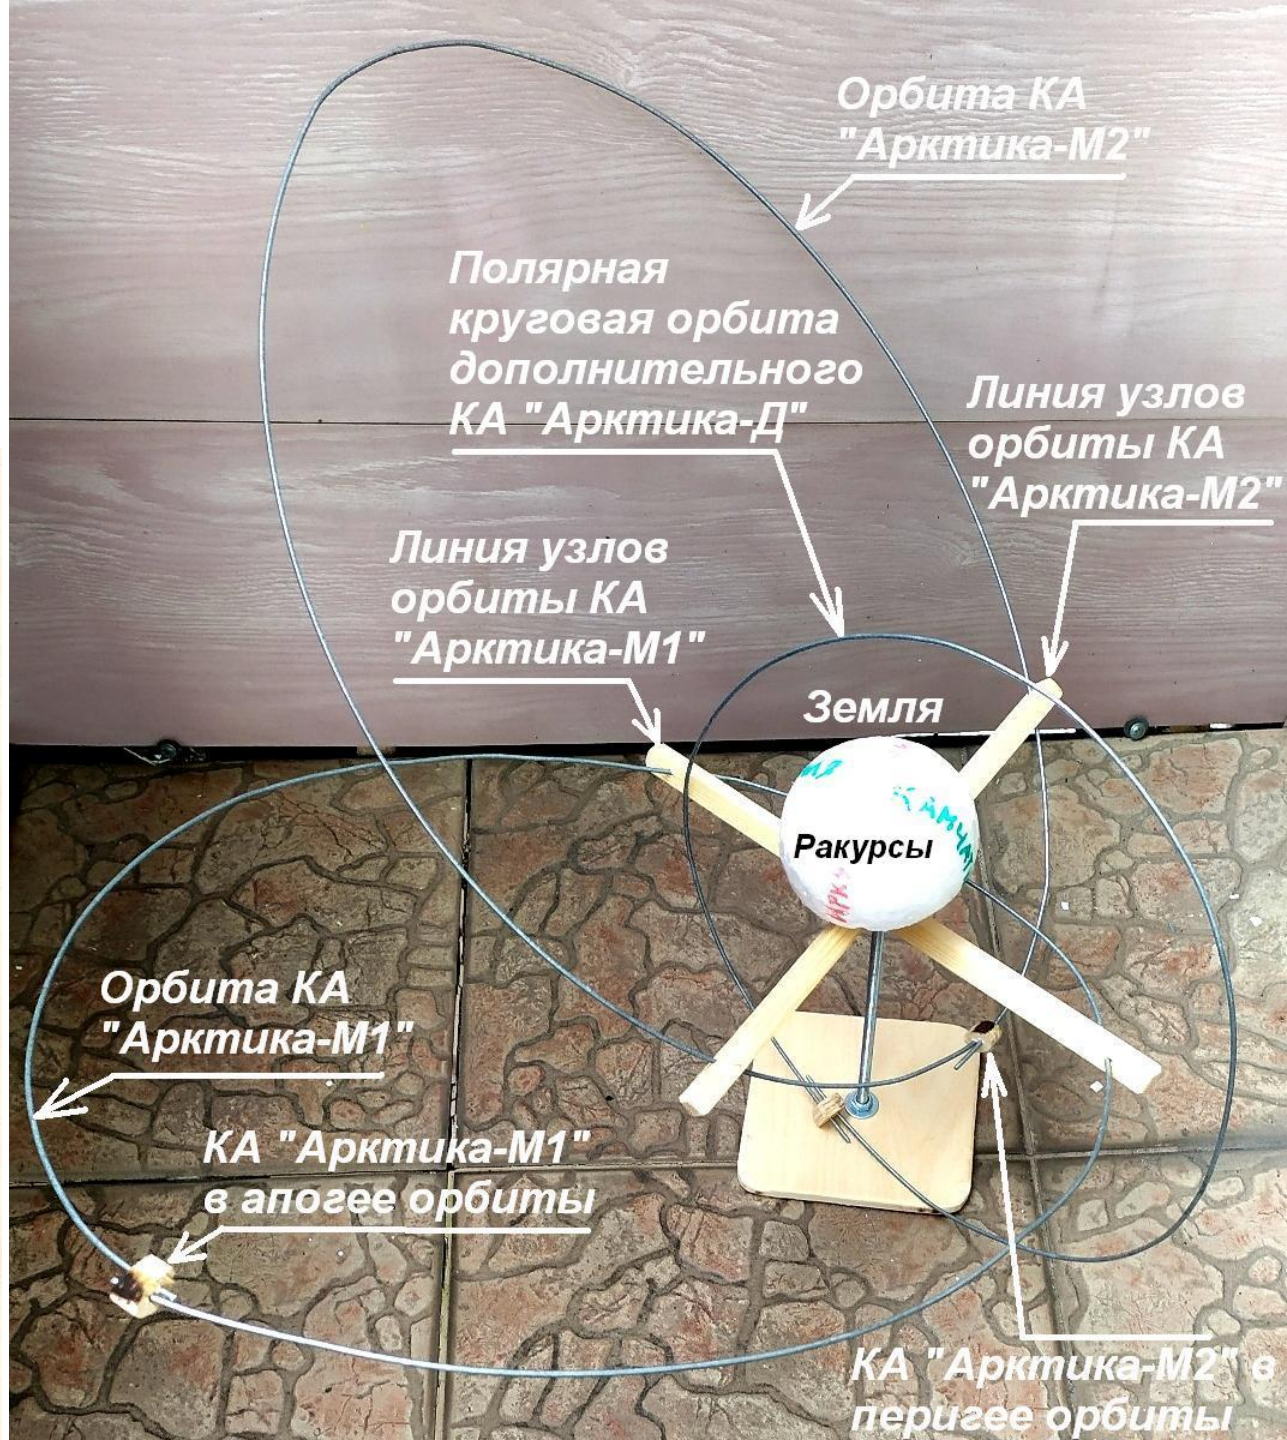 Орбита КА
"Арктика-М2"
Полярная
круговая орбита
дополнительного
КА "Арктика-Д"
Линия узлов
орбиты КА
"Арктика-М2"
Линия узлов
орбиты КА
"Арктика-М1"
Земля
Ракурсы
Орбита КА
"Арктика-М1"
КА "Арктика-М1"
в апогее орбиты
КА "Арктика-М2" в
перигее орбиты